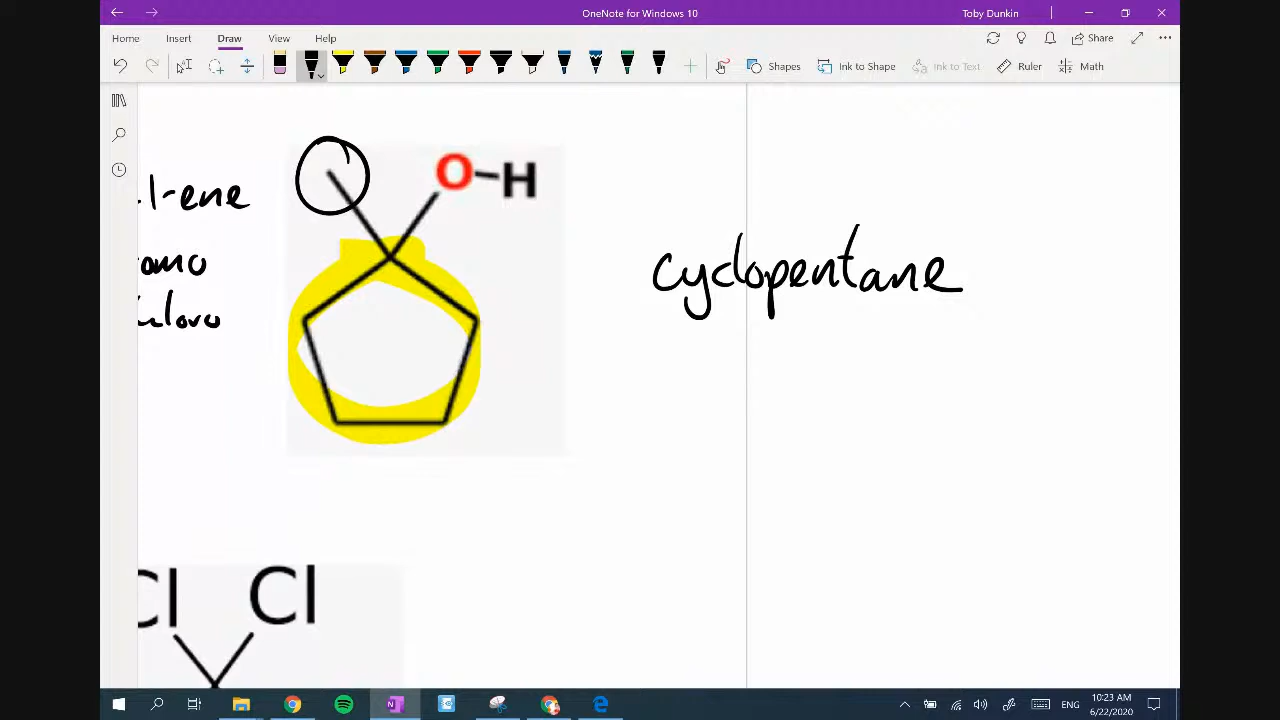 OneNote for Windows 10
Toby Dunkin
Home Insert Draw View Help
Share
Shapes Ink to Shape Ink to Text Ruler Math
O-H
l-ene
omo
loro
cyclopentane
Cl Cl
ENG
10:23 AM
6/22/2020